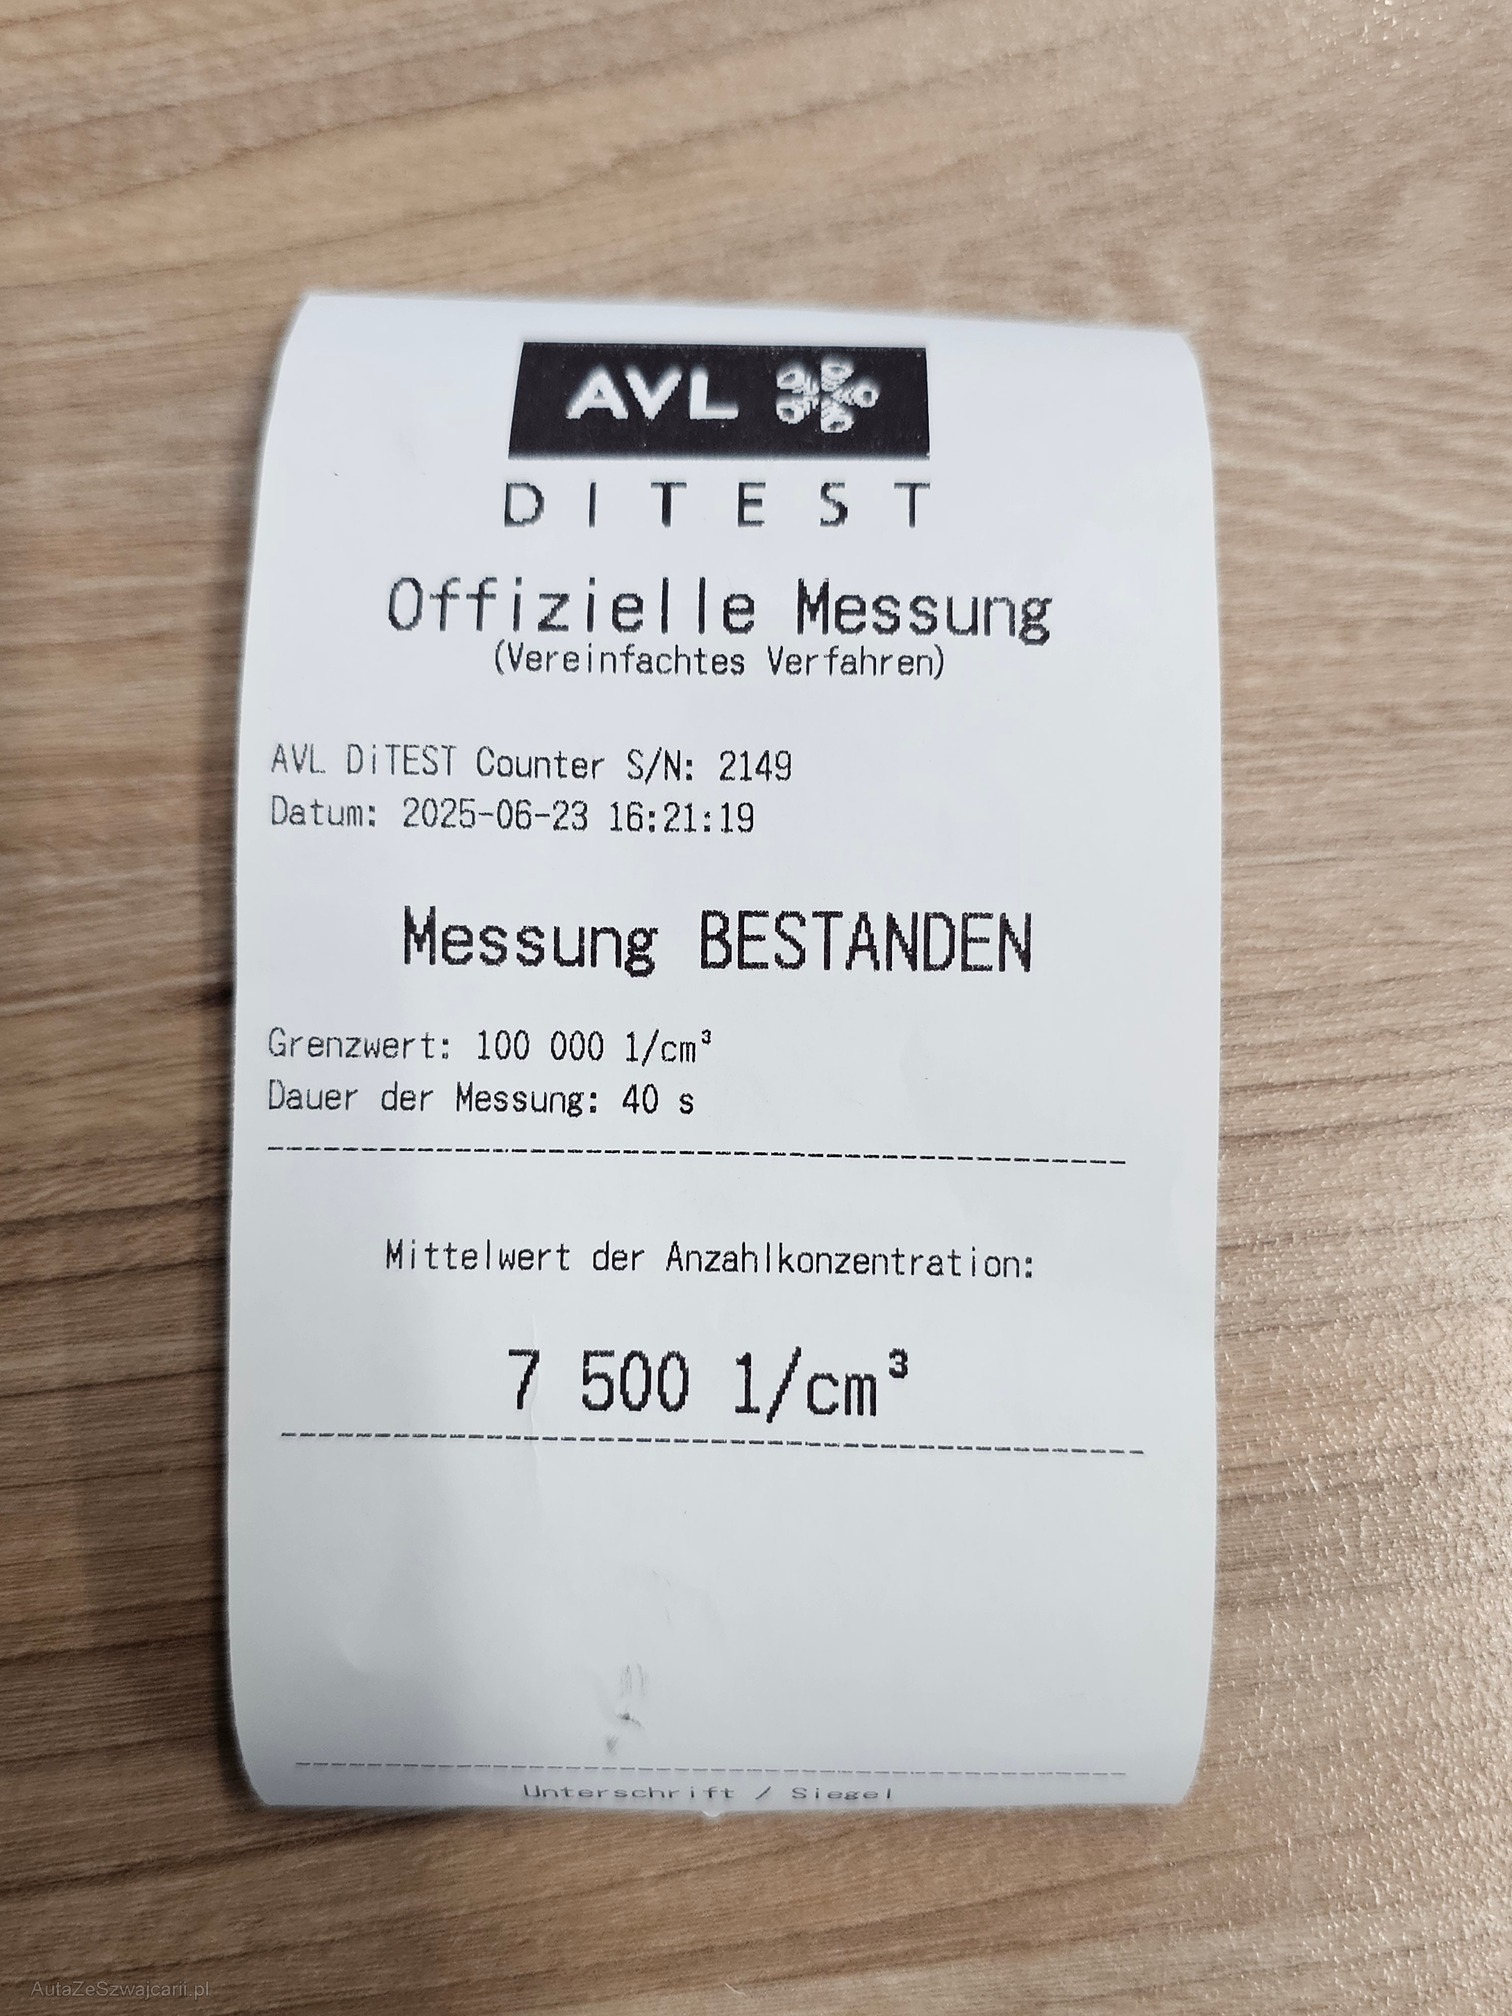 AVL
DITEST
Offizielle Messung
(Vereinfachtes Verfahren)
AVL DiTEST Counter S/N: 2149
Datum: 2025-06-23 16:21:19
Messung BESTANDEN
Grenzwert: 100 000 1/cm³
Dauer der Messung: 40 s
Mittelwert der Anzahlkonzentration:
7 500 1/cm³
Unterschrift / Siegel
AutaZeSzwajcarii.pl